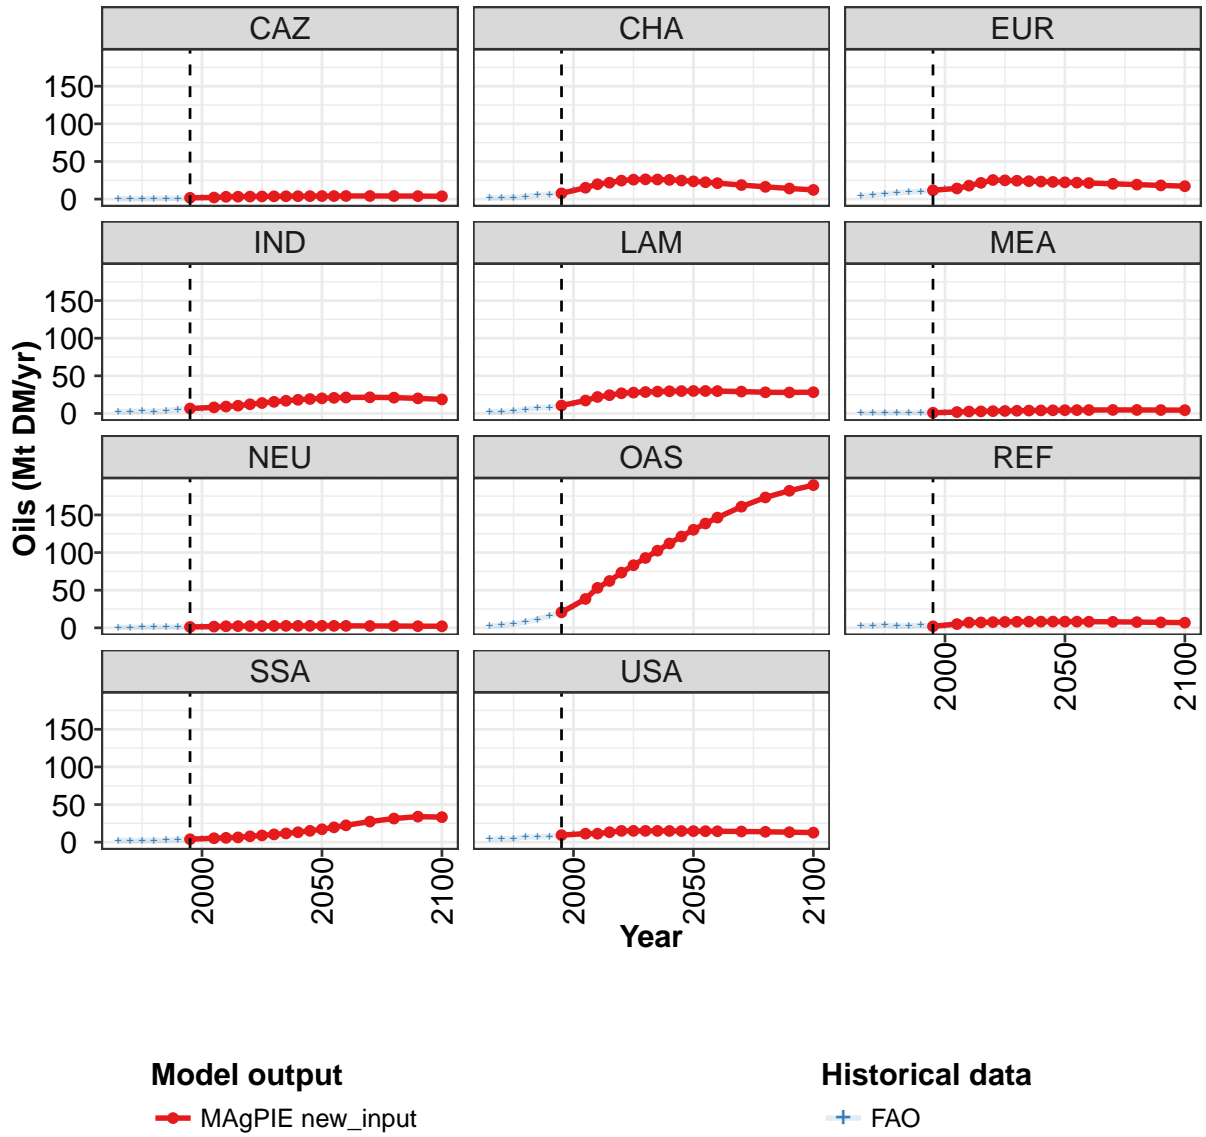 CAZ CHA EUR
150
100
50
0
IND LAM MEA
150
100
50
0
Oils (Mt DM/yr)
NEU OAS REF
150
100
50
0
2000 2050 2100
SSA USA
150
100
50
0
2000 2050 2100 2000 2050 2100
Year
Model output Historical data
MAgPIE new_input FAO